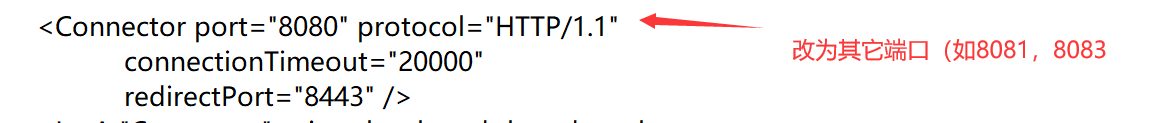 <Connector port="8080" protocol="HTTP/1.1"
改为其它端口（如8081，8083
connectionTimeout="20000"
redirectPort="8443" />